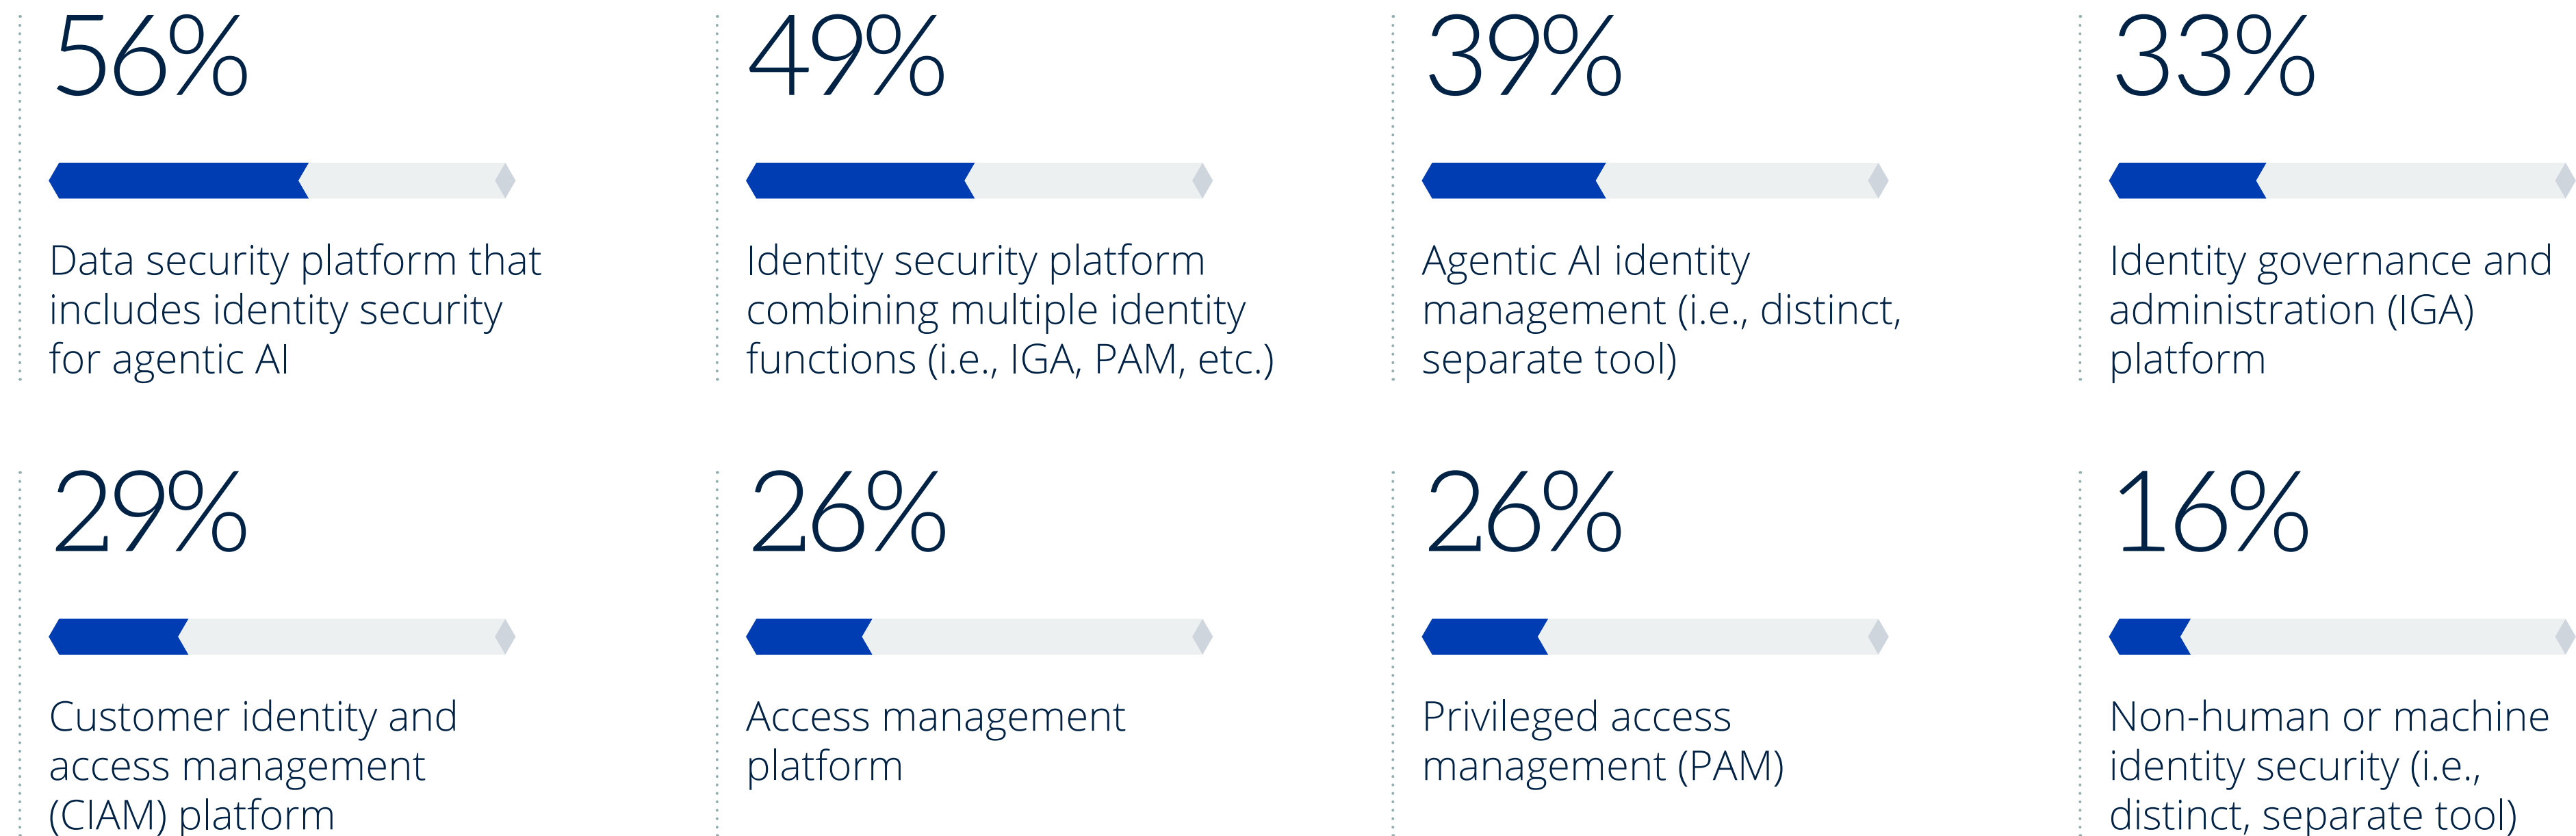 56%
Data security platform that
includes identity security
for agentic AI
49%
Identity security platform
combining multiple identity
functions (i.e., IGA, PAM, etc.)
39%
Agentic AI identity
management (i.e., distinct,
separate tool)
33%
Identity governance and
administration (IGA)
platform
29%
Customer identity and
access management
(CIAM) platform
26%
Access management
platform
26%
Privileged access
management (PAM)
16%
Non-human or machine
identity security (i.e.,
distinct, separate tool)